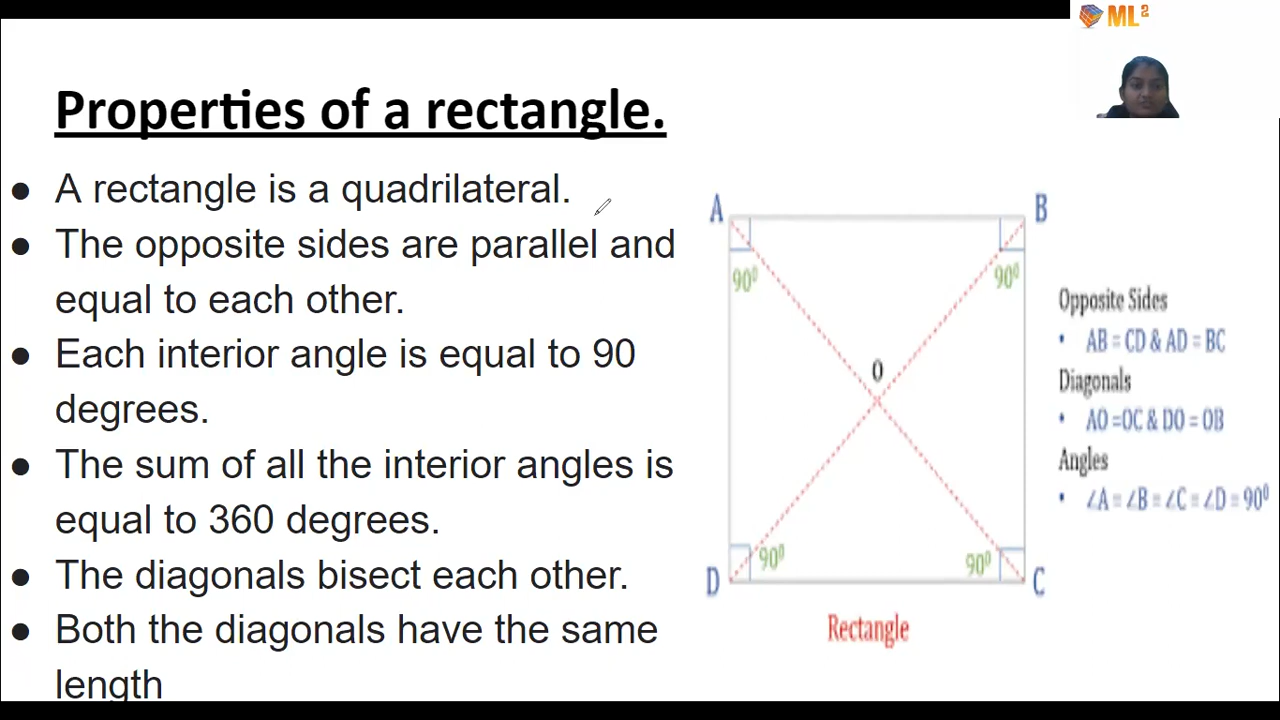 ML²
Properties of a rectangle.
● A rectangle is a quadrilateral.
● The opposite sides are parallel and
equal to each other.
● Each interior angle is equal to 90
degrees.
● The sum of all the interior angles is
equal to 360 degrees.
● The diagonals bisect each other.
● Both the diagonals have the same
length
A
B
90⁰
90⁰
O
D
90⁰
90⁰
C
Rectangle
Opposite Sides
• AB = CD & AD = BC
Diagonals
• AO =OC & DO = OB
Angles
• ∠A = ∠B = ∠C = ∠D = 90⁰